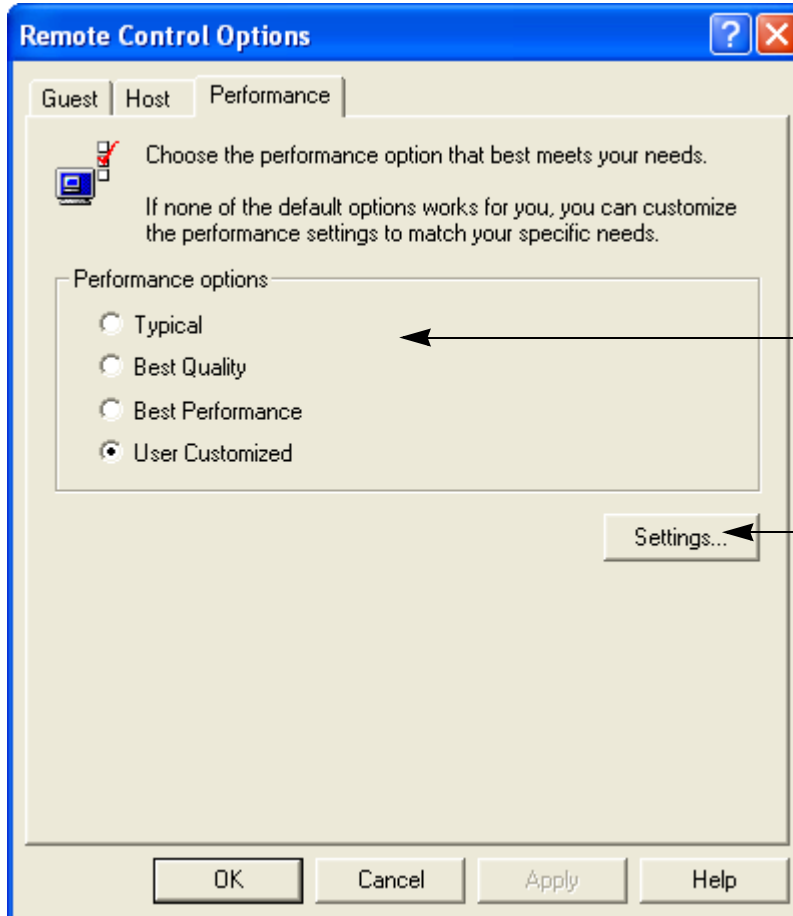 Remote Control Options
Guest Host Performance
Choose the performance option that best meets your needs.
If none of the default options works for you, you can customize
the performance settings to match your specific needs.
Performance options
Typical
Best Quality
Best Performance
User Customized
Settings...
OK Cancel Apply Help